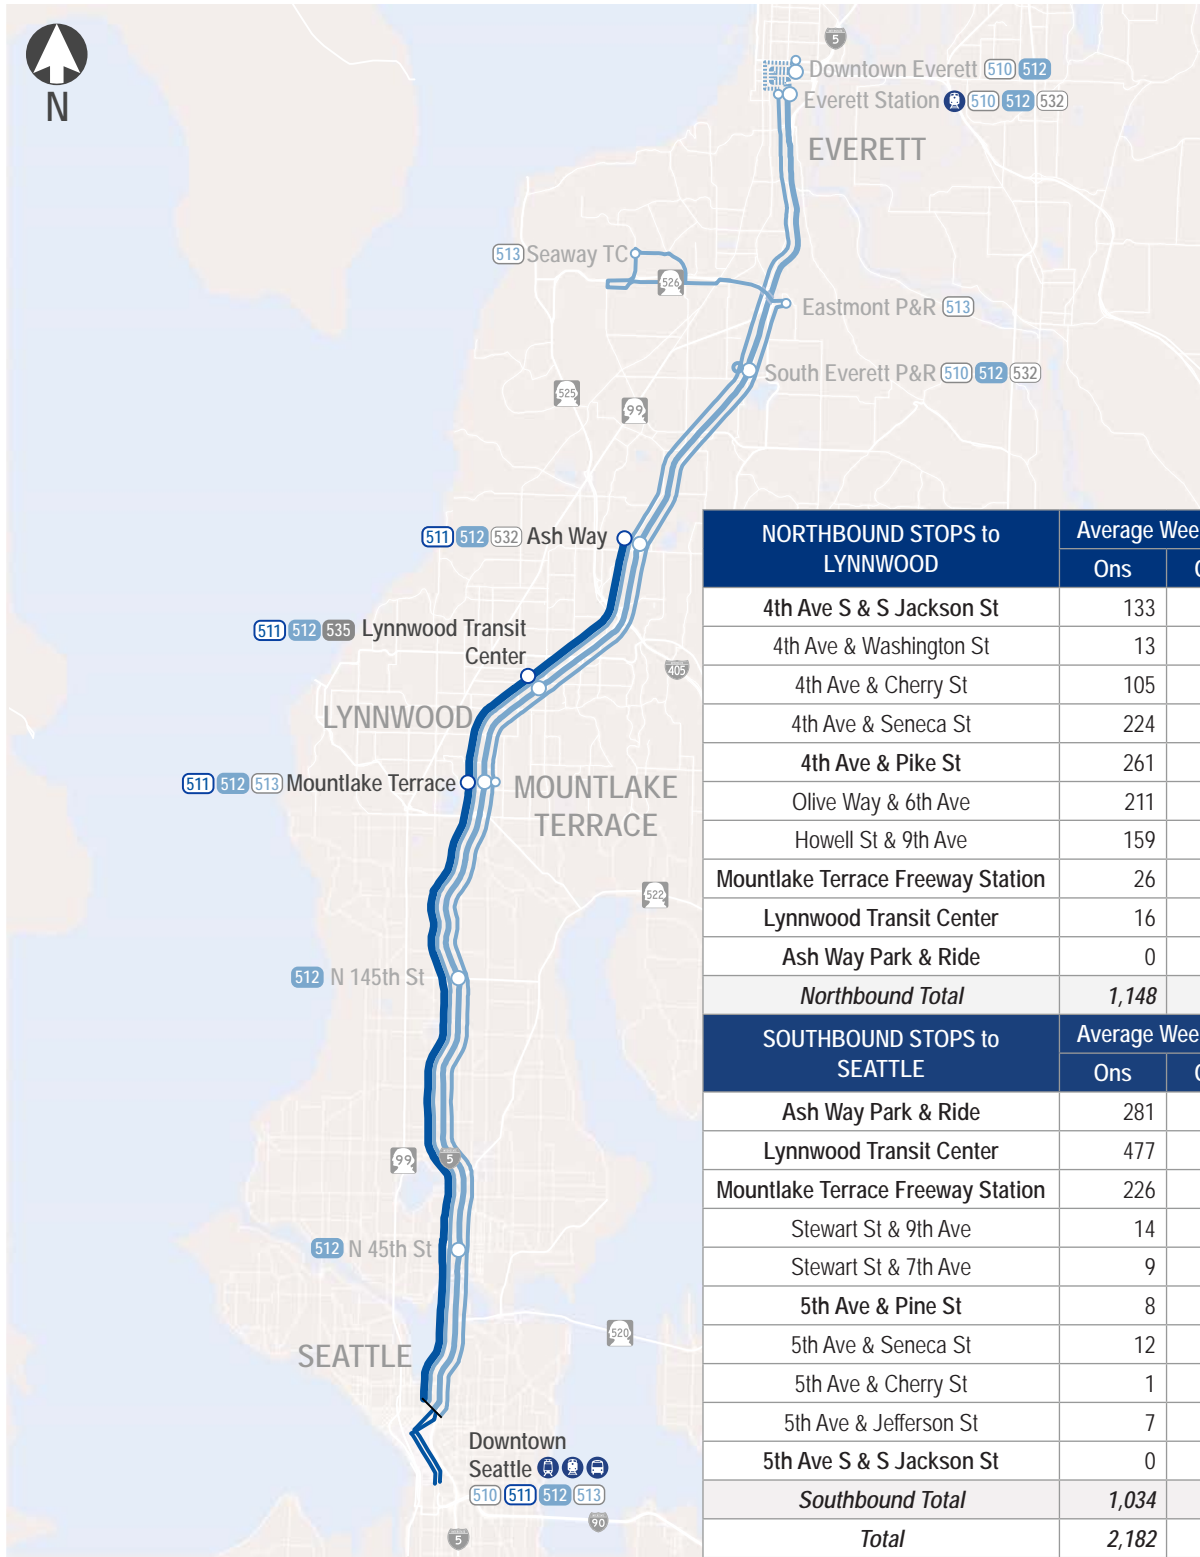 N
5
Downtown Everett 510 512
Everett Station 510 512 532
EVERETT
513 Seaway TC
526
Eastmont P&R 513
South Everett P&R 510 512 532
525
99
511 512 532 Ash Way
511 512 535 Lynnwood Transit
Center
405
LYNNWOOD
511 512 513 Mountlake Terrace
MOUNTLAKE
TERRACE
522
512 N 145th St
99
5
512 N 45th St
520
SEATTLE
Downtown
Seattle
510 511 512 513
90
5
NORTHBOUND STOPS to
LYNNWOOD
Average Wee
Ons
4th Ave S & S Jackson St 133
4th Ave & Washington St 13
4th Ave & Cherry St 105
4th Ave & Seneca St 224
4th Ave & Pike St 261
Olive Way & 6th Ave 211
Howell St & 9th Ave 159
Mountlake Terrace Freeway Station 26
Lynnwood Transit Center 16
Ash Way Park & Ride 0
Northbound Total 1,148
SOUTHBOUND STOPS to
SEATTLE
Average Wee
Ons
Ash Way Park & Ride 281
Lynnwood Transit Center 477
Mountlake Terrace Freeway Station 226
Stewart St & 9th Ave 14
Stewart St & 7th Ave 9
5th Ave & Pine St 8
5th Ave & Seneca St 12
5th Ave & Cherry St 1
5th Ave & Jefferson St 7
5th Ave S & S Jackson St 0
Southbound Total 1,034
Total 2,182